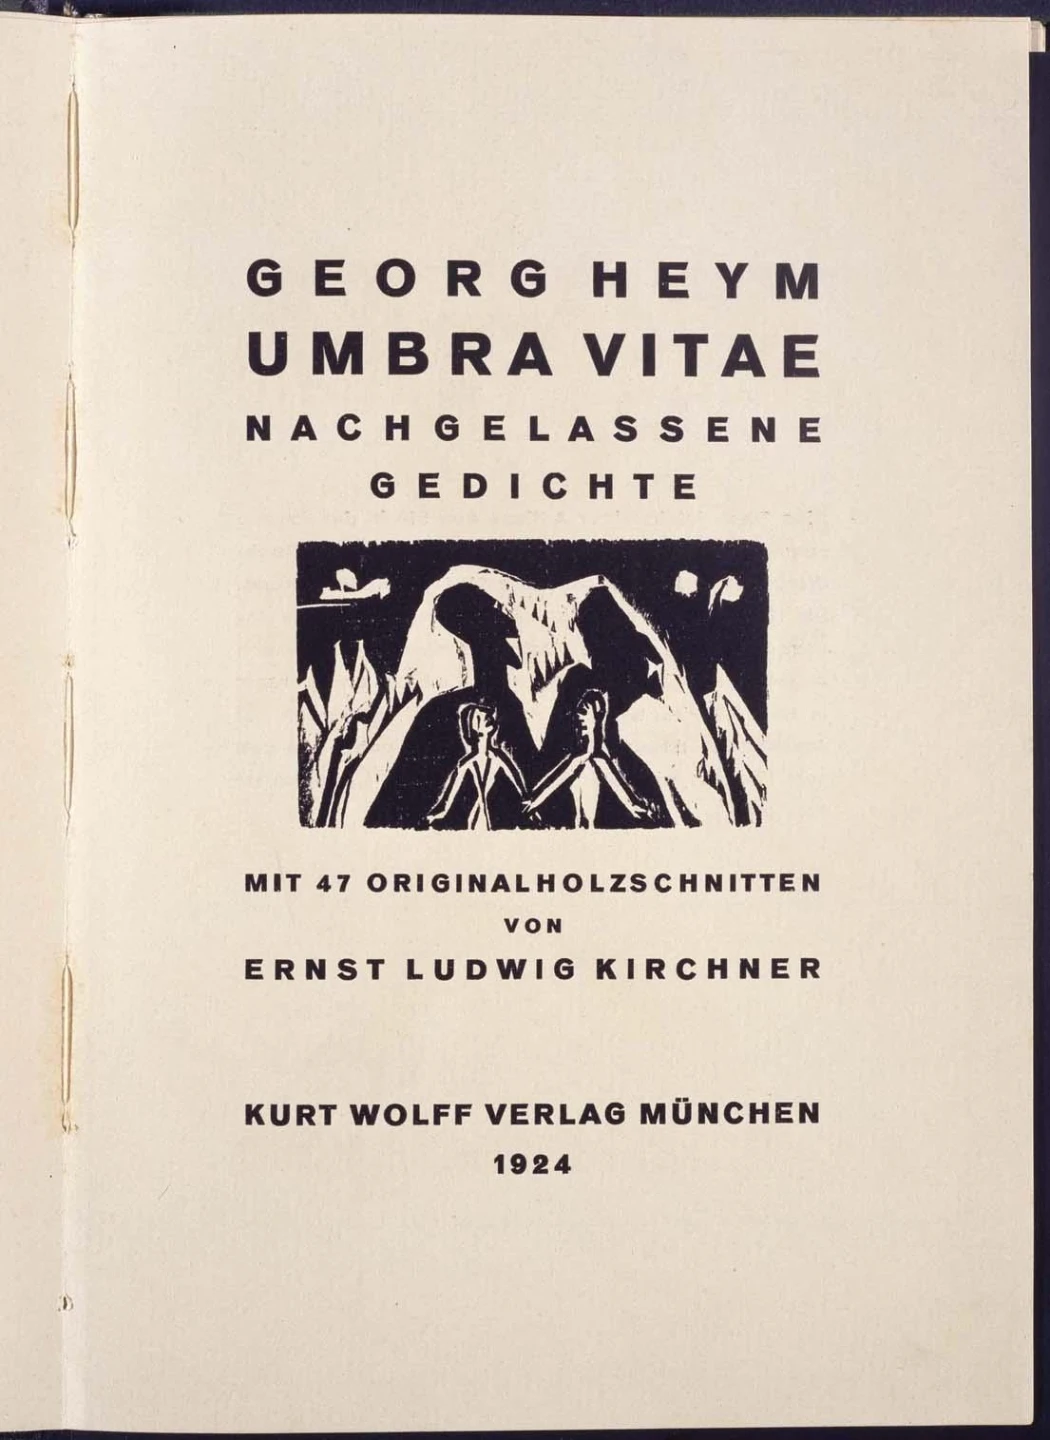 GEORG HEYM
UMBRA VITAE
NACHGELASSENE
GEDICHTE
MIT 47 ORIGINALHOLZSCHNITTEN
VON
ERNST LUDWIG KIRCHNER
KURT WOLFF VERLAG MÜNCHEN
1924